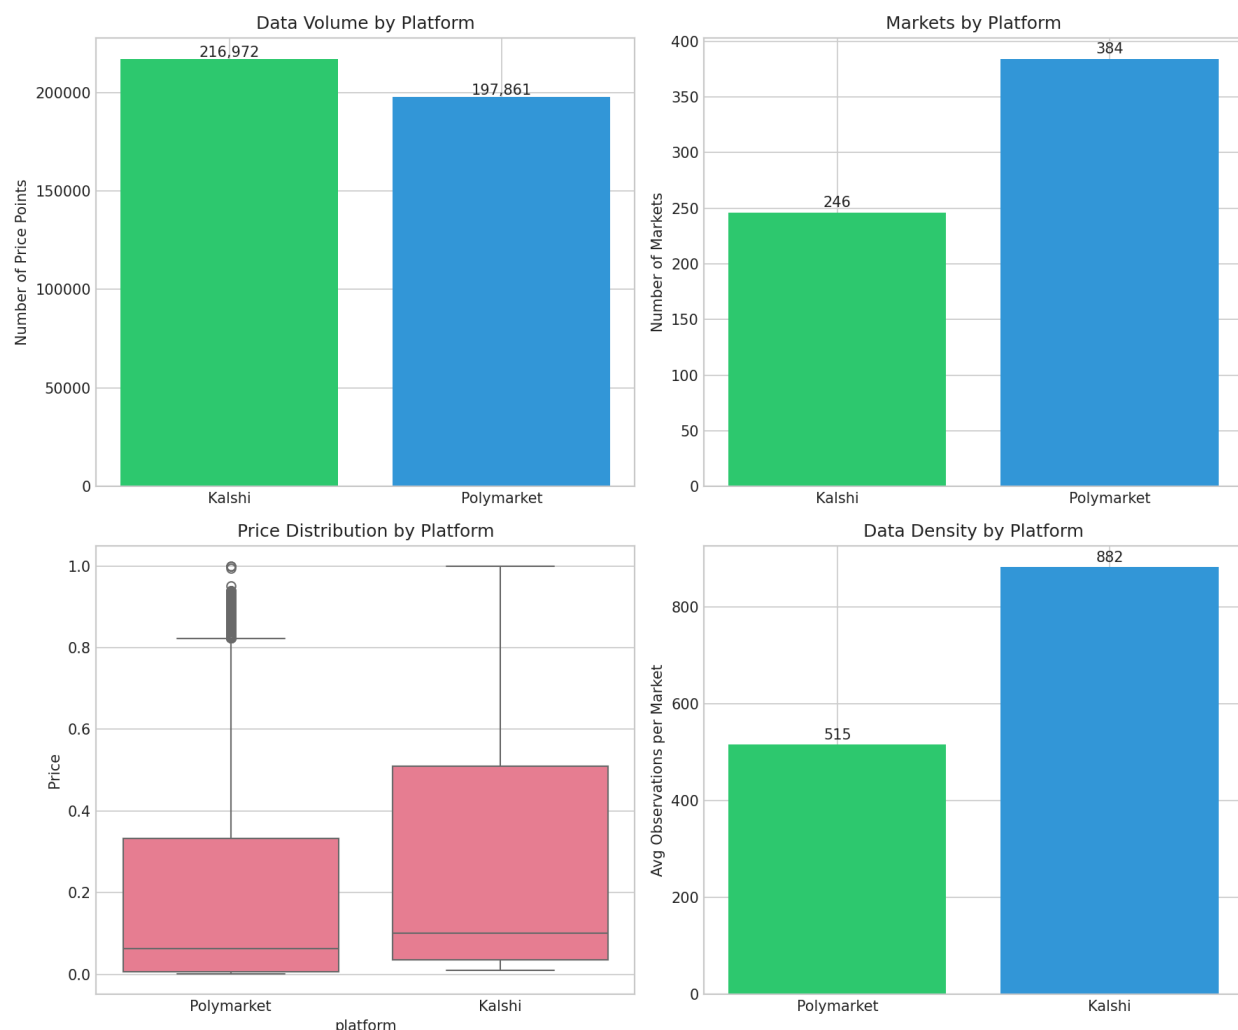 Data Volume by Platform
Number of Price Points
200000
150000
100000
50000
0
216,972
197,861
Kalshi
Polymarket
Markets by Platform
Number of Markets
400
350
300
250
200
150
100
50
0
246
384
Kalshi
Polymarket
Price Distribution by Platform
Price
1.0
0.8
0.6
0.4
0.2
0.0
Polymarket
Kalshi
platform
Data Density by Platform
Avg Observations per Market
800
600
400
200
0
515
882
Polymarket
Kalshi